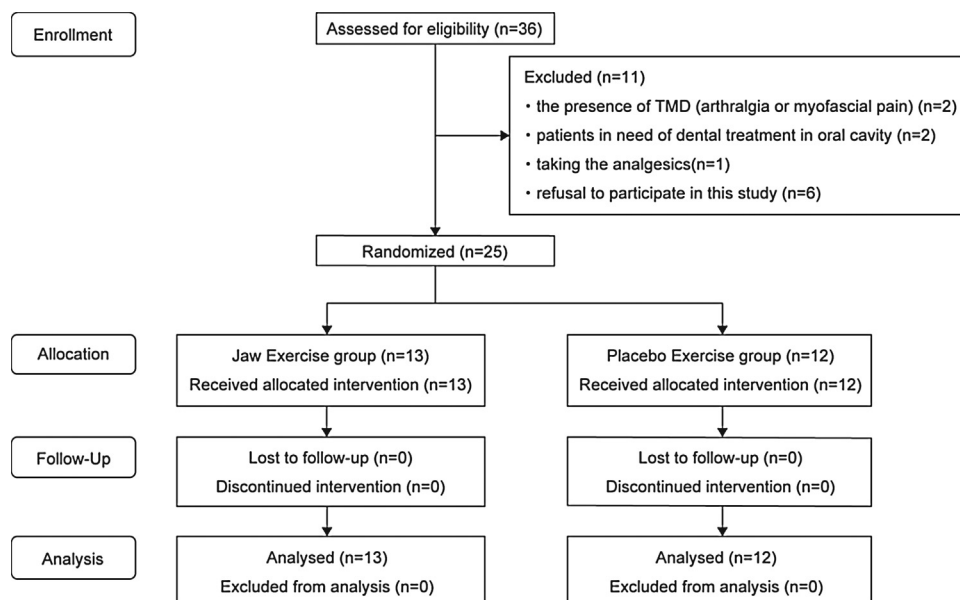 Enrollment
Assessed for eligibility (n=36)
Excluded (n=11)
・the presence of TMD (arthralgia or myofascial pain) (n=2)
・patients in need of dental treatment in oral cavity (n=2)
・taking the analgesics(n=1)
・refusal to participate in this study (n=6)
Randomized (n=25)
Allocation
Jaw Exercise group (n=13)
Received allocated intervention (n=13)
Placebo Exercise group (n=12)
Received allocated intervention (n=12)
Follow-Up
Lost to follow-up (n=0)
Discontinued intervention (n=0)
Lost to follow-up (n=0)
Discontinued intervention (n=0)
Analysis
Analysed (n=13)
Excluded from analysis (n=0)
Analysed (n=12)
Excluded from analysis (n=0)